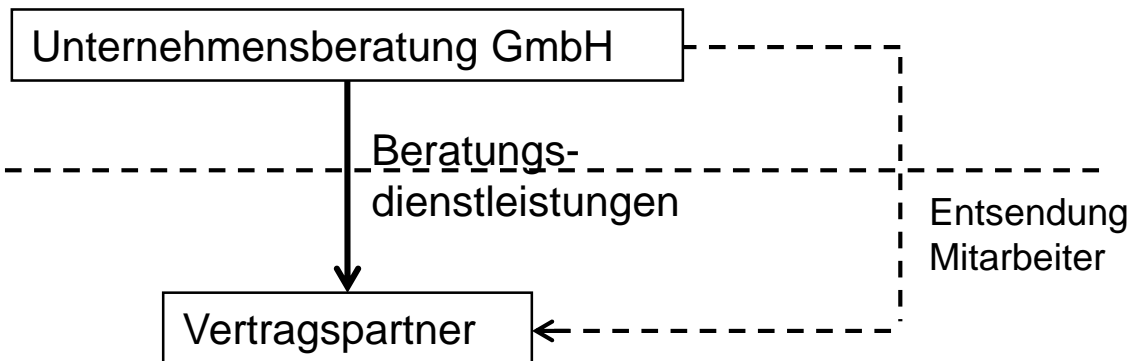 Unternehmensberatung GmbH
Beratungs-
dienstleistungen
Entsendung
Mitarbeiter
Vertragspartner